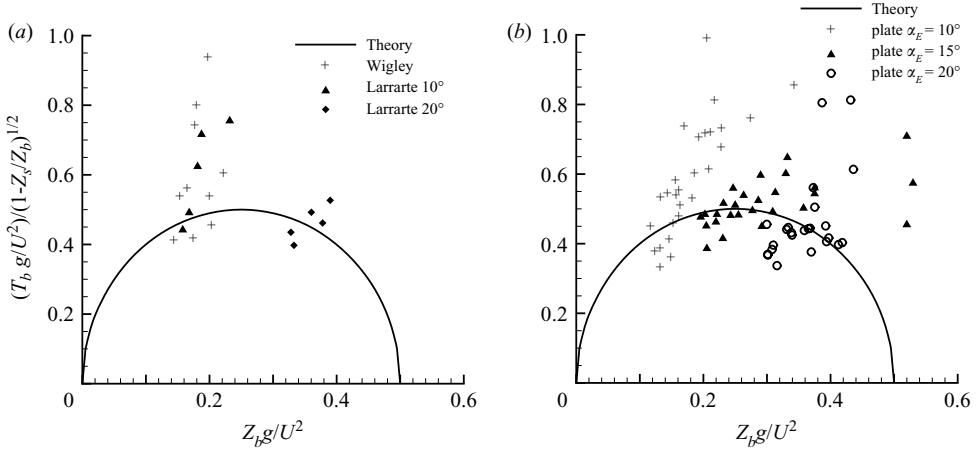 (a)
1.0
0.8
0.6
0.4
0.2
0
0.2
0.4
0.6
(T_b g/U²)/(1-Z_s/Z_b)^1/2
Z_b g/U²
Theory
Wigley
Larrarte 10°
Larrarte 20°
(b)
1.0
0.8
0.6
0.4
0.2
0
0.2
0.4
0.6
Z_b g/U²
Theory
plate α_E = 10°
plate α_E = 15°
plate α_E = 20°